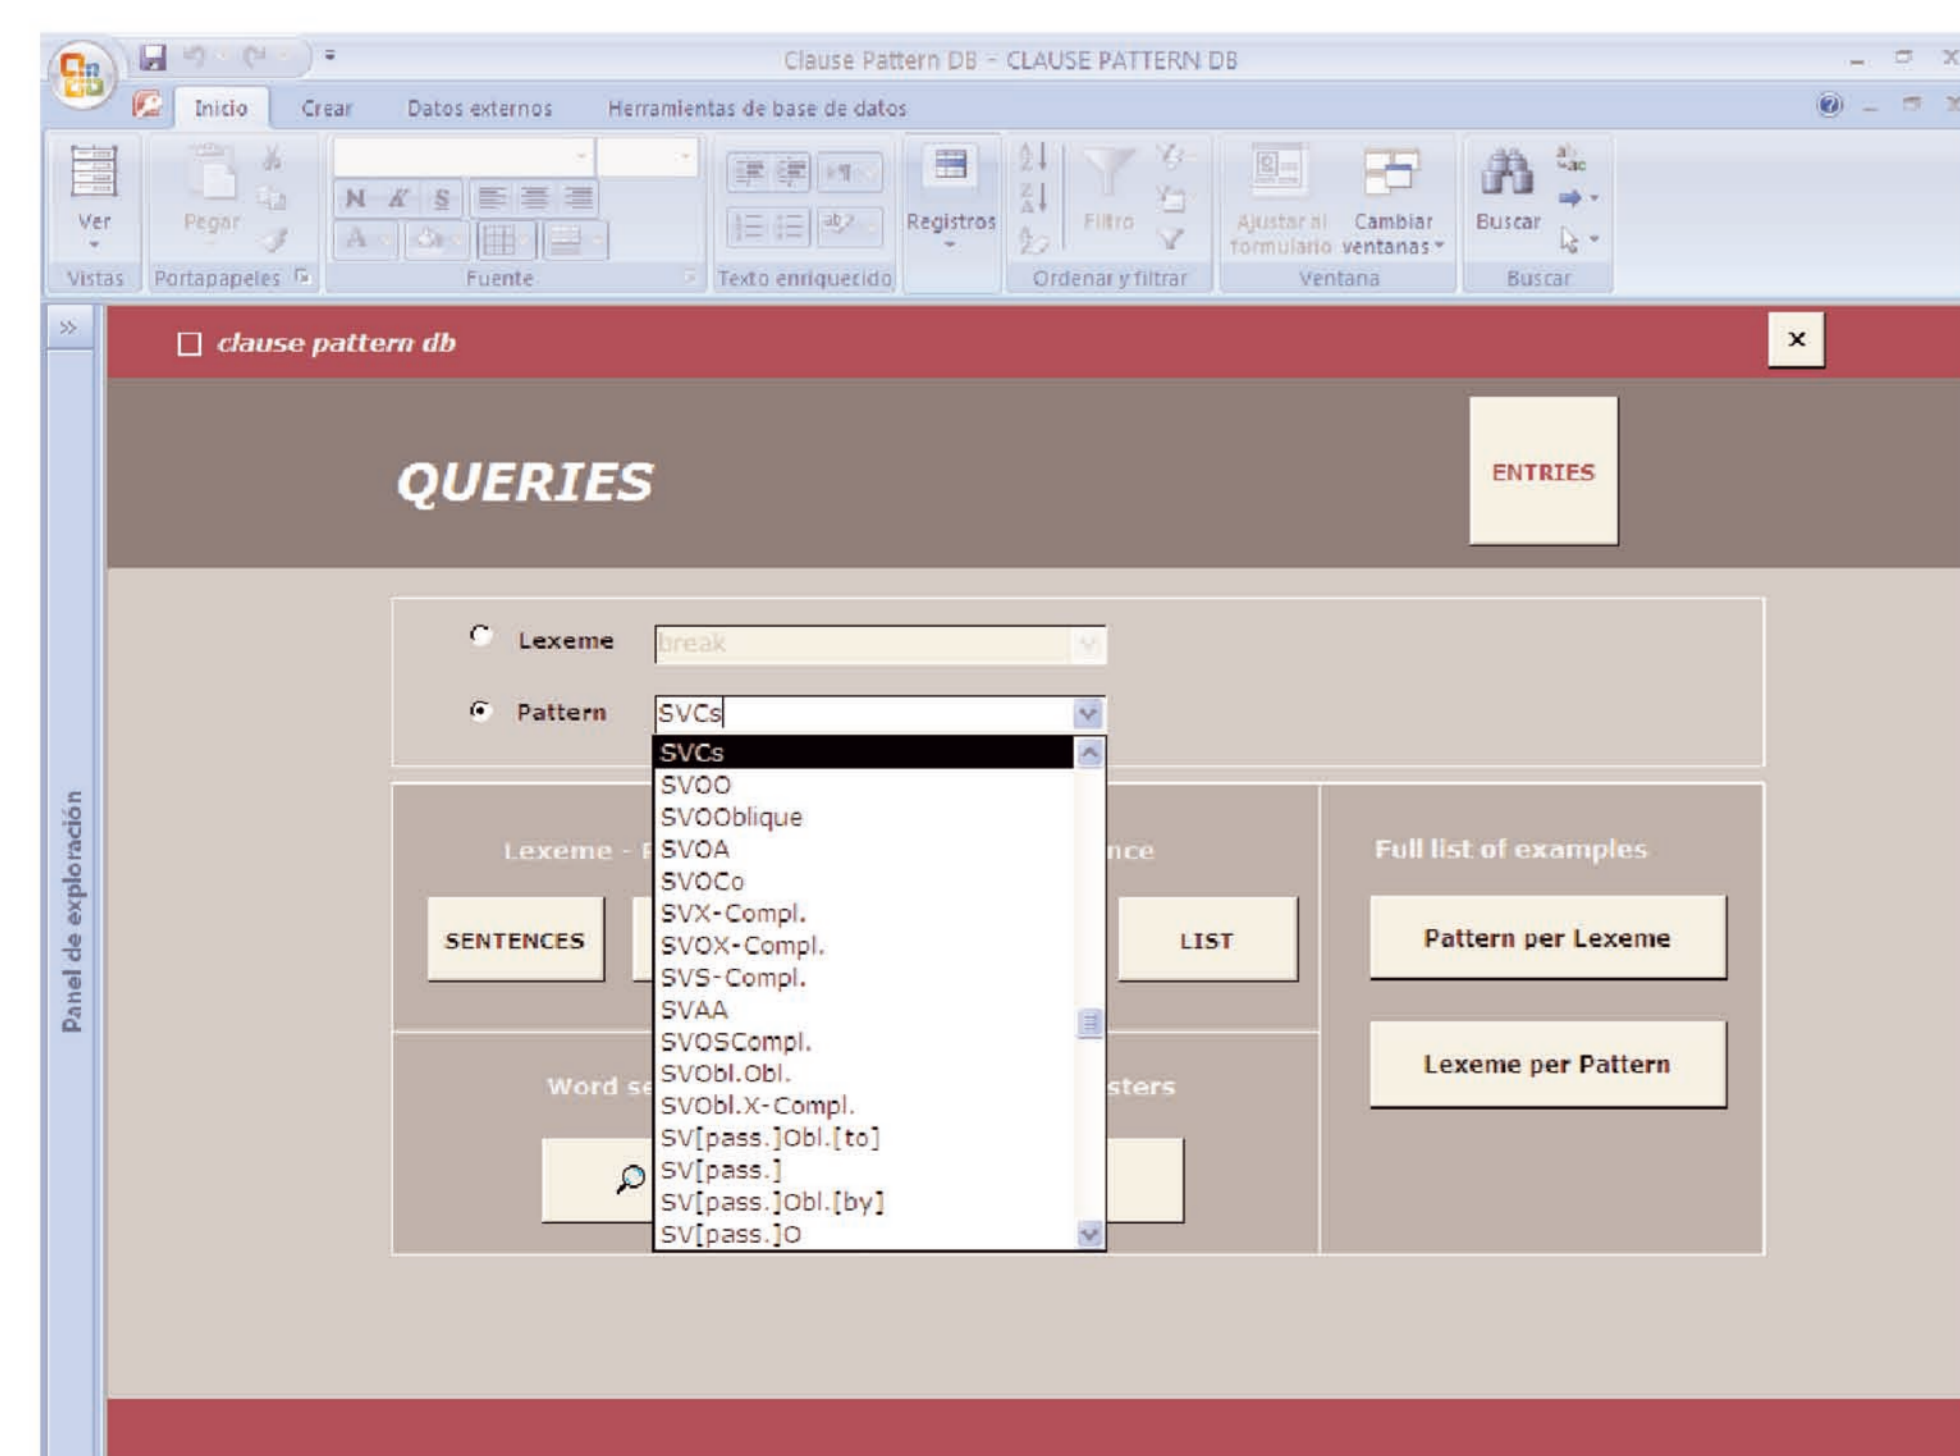 Clause Pattern DB - CLAUSE PATTERN DB
Inicio Crear Datos externos Herramientas de base de datos
Ver Pegar N K S Registros Filtro Ajustar al formulario Cambiar ventanas Buscar
Vistas Portapapeles Fuente Texto enriquecido Ordenar y filtrar Ventana Buscar
clause pattern db x
QUERIES ENTRIES
Panel de exploración
Lexeme break
Pattern SVCs
SVCs
SVOO
SVOOblique
SVOA
SVOCo
SVX-Compl.
SVOX-Compl.
SVS-Compl.
SVAA
SVOSCompl.
SVObl.Obl.
SVObl.X-Compl.
SV[pass.]Obl.[to]
SV[pass.]
SV[pass.]Obl.[by]
SV[pass.]O
Lexeme -
SENTENCES LIST
Word
Full list of examples
Pattern per Lexeme
Lexeme per Pattern